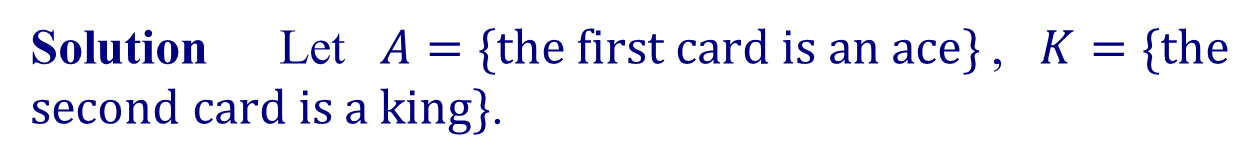 Solution Let A = {the first card is an ace} , K = {the
second card is a king}.